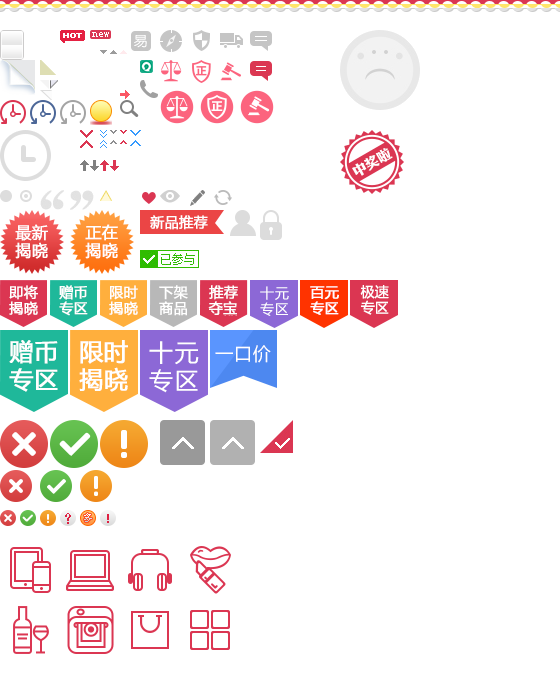 HOT
new
易
正
正
中奖啦
最新
揭晓
正在
揭晓
新品推荐
已参与
即将
揭晓
赠币
专区
限时
揭晓
下架
商品
推荐
夺宝
十元
专区
百元
专区
极速
专区
赠币
专区
限时
揭晓
十元
专区
一口价